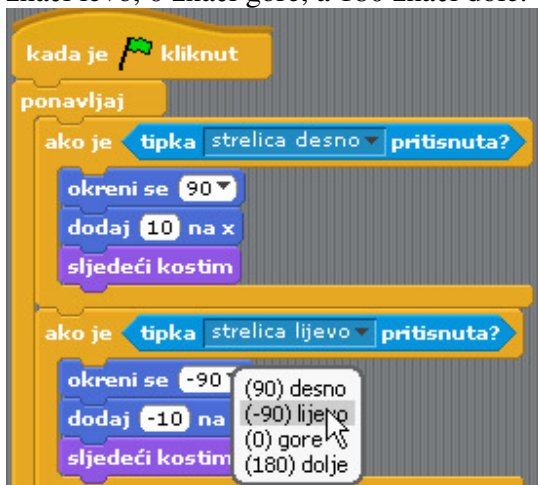 kada je kliknut
ponavljaj
ako je tipka strelica desno pritisnuta?
okreni se 90
dodaj 10 na x
sljedeći kostim
ako je tipka strelica lijevo pritisnuta?
okreni se -90
dodaj -10 na
sljedeći kostim
(90) desno
(-90) lijevo
(0) gore
(180) dolje